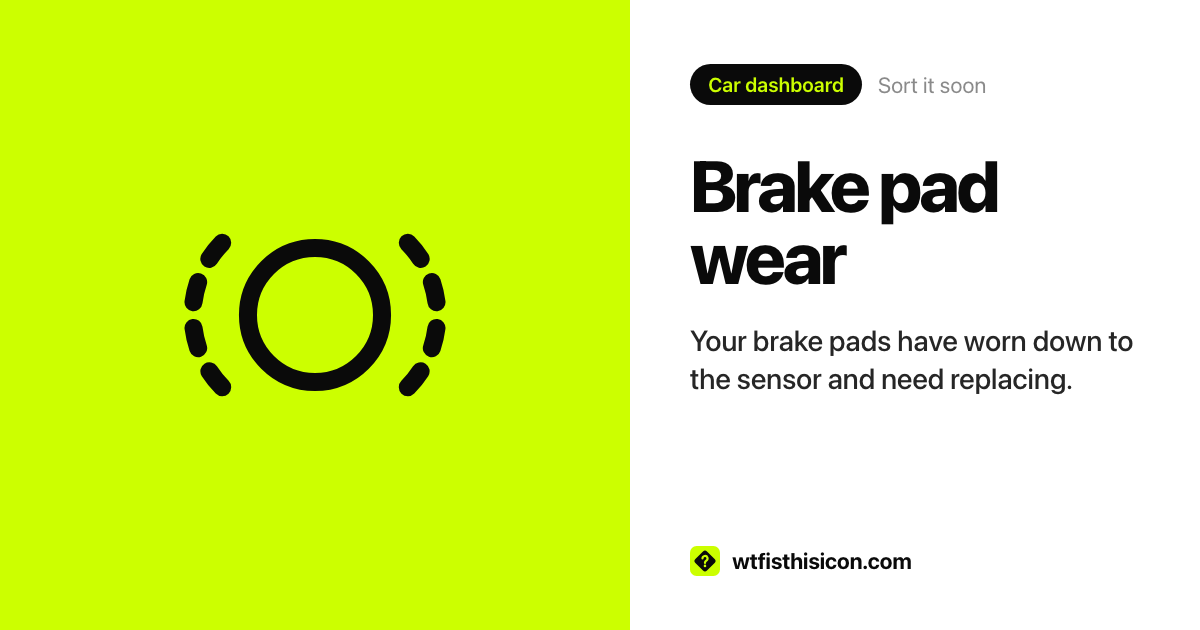 Car dashboard
Sort it soon
Brake pad
wear
Your brake pads have worn down to
the sensor and need replacing.
?
wtfisthisicon.com